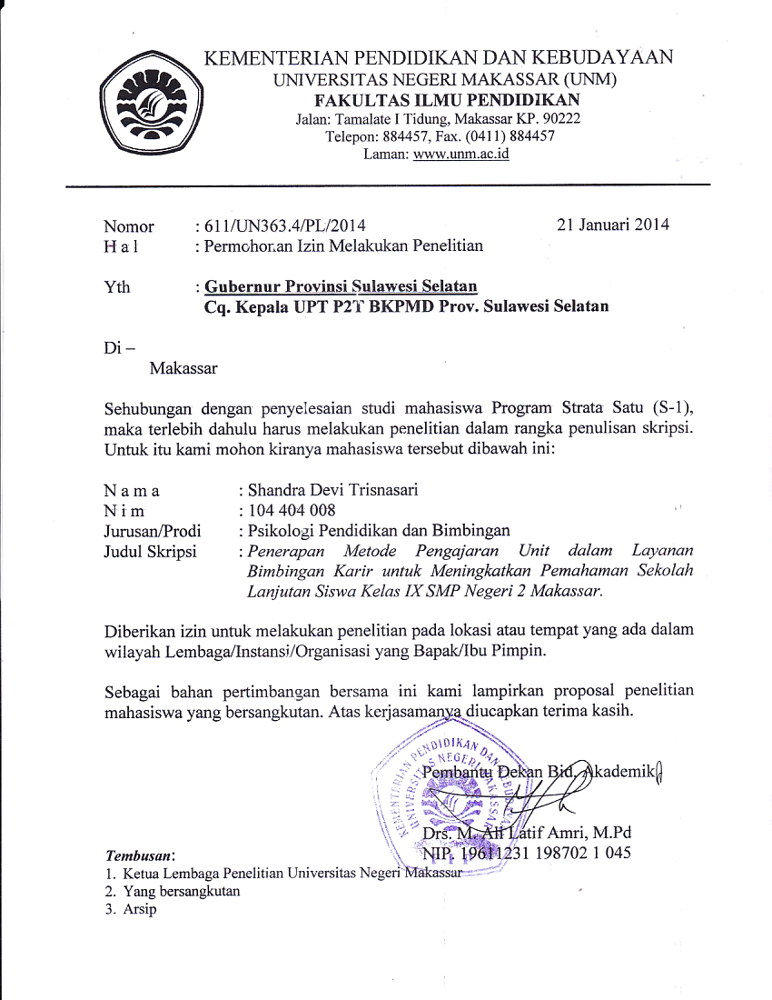 KEMENTERIAN PENDIDIKAN DAN KEBUDAYAAN
UNIVERSITAS NEGERI MAKASSAR (UNM)
FAKULTAS ILMU PENDIDIKAN
Jalan: Tamalate I Tidung, Makassar KP. 90222
Telepon: 884457, Fax. (0411) 884457
Laman: www.unm.ac.id
Nomor : 611/UN363.4/PL/2014 21 Januari 2014
H a l : Permohonan Izin Melakukan Penelitian
Yth : Gubernur Provinsi Sulawesi Selatan
Cq. Kepala UPT P2T BKPMD Prov. Sulawesi Selatan
Di –
Makassar
Sehubungan dengan penyelesaian studi mahasiswa Program Strata Satu (S-1),
maka terlebih dahulu harus melakukan penelitian dalam rangka penulisan skripsi.
Untuk itu kami mohon kiranya mahasiswa tersebut dibawah ini:
N a m a : Shandra Devi Trisnasari
N i m : 104 404 008
Jurusan/Prodi : Psikologi Pendidikan dan Bimbingan
Judul Skripsi : Penerapan Metode Pengajaran Unit dalam Layanan
Bimbingan Karir untuk Meningkatkan Pemahaman Sekolah
Lanjutan Siswa Kelas IX SMP Negeri 2 Makassar.
Diberikan izin untuk melakukan penelitian pada lokasi atau tempat yang ada dalam
wilayah Lembaga/Instansi/Organisasi yang Bapak/Ibu Pimpin.
Sebagai bahan pertimbangan bersama ini kami lampirkan proposal penelitian
mahasiswa yang bersangkutan. Atas kerjasamanya diucapkan terima kasih.
KEMENTERIAN PENDIDIKAN DAN KEBUDAYAAN
UNIVERSITAS NEGERI MAKASSAR
Pembantu Dekan Bid. Akademik
Drs. M. Ali Latif Amri, M.Pd
NIP. 19611231 198702 1 045
Tembusan:
1. Ketua Lembaga Penelitian Universitas Negeri Makassar
2. Yang bersangkutan
3. Arsip